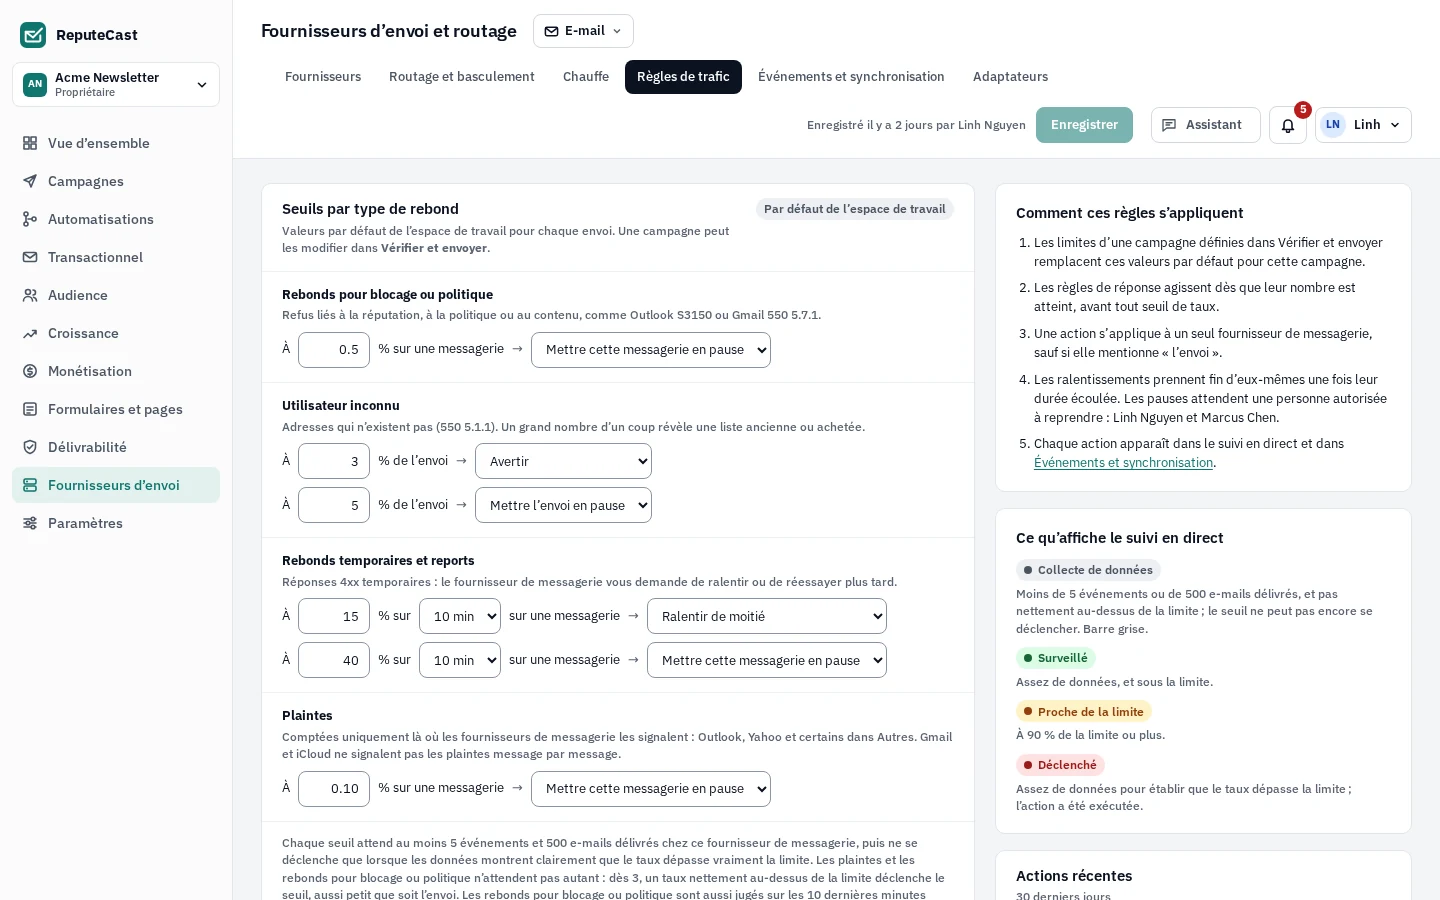 ReputeCast
AN
Acme Newsletter
Propriétaire
Vue d’ensemble
Campagnes
Automatisations
Transactionnel
Audience
Croissance
Monétisation
Formulaires et pages
Délivrabilité
Fournisseurs d’envoi
Paramètres
Fournisseurs d’envoi et routage
E-mail
Fournisseurs
Routage et basculement
Chauffe
Règles de trafic
Événements et synchronisation
Adaptateurs
Enregistré il y a 2 jours par Linh Nguyen
Enregistrer
Assistant
5
LN
Linh
Seuils par type de rebond
Par défaut de l’espace de travail
Valeurs par défaut de l’espace de travail pour chaque envoi. Une campagne peut
les modifier dans Vérifier et envoyer.
Rebonds pour blocage ou politique
Refus liés à la réputation, à la politique ou au contenu, comme Outlook S3150 ou Gmail 550 5.7.1.
À 0.5 % sur une messagerie → Mettre cette messagerie en pause
Utilisateur inconnu
Adresses qui n’existent pas (550 5.1.1). Un grand nombre d’un coup révèle une liste ancienne ou achetée.
À 3 % de l’envoi → Avertir
À 5 % de l’envoi → Mettre l’envoi en pause
Rebonds temporaires et reports
Réponses 4xx temporaires : le fournisseur de messagerie vous demande de ralentir ou de réessayer plus tard.
À 15 % sur 10 min sur une messagerie → Ralentir de moitié
À 40 % sur 10 min sur une messagerie → Mettre cette messagerie en pause
Plaintes
Comptées uniquement là où les fournisseurs de messagerie les signalent : Outlook, Yahoo et certains dans Autres. Gmail
et iCloud ne signalent pas les plaintes message par message.
À 0.10 % sur une messagerie → Mettre cette messagerie en pause
Chaque seuil attend au moins 5 événements et 500 e-mails délivrés chez ce fournisseur de messagerie, puis ne se
déclenche que lorsque les données montrent clairement que le taux dépasse vraiment la limite. Les plaintes et les
rebonds pour blocage ou politique n’attendent pas autant : dès 3, un taux nettement au-dessus de la limite déclenche le
seuil, aussi petit que soit l’envoi. Les rebonds pour blocage ou politique sont aussi jugés sur les 10 dernières minutes
Comment ces règles s’appliquent
1. Les limites d’une campagne définies dans Vérifier et envoyer
remplacent ces valeurs par défaut pour cette campagne.
2. Les règles de réponse agissent dès que leur nombre est
atteint, avant tout seuil de taux.
3. Une action s’applique à un seul fournisseur de messagerie,
sauf si elle mentionne « l’envoi ».
4. Les ralentissements prennent fin d’eux-mêmes une fois leur
durée écoulée. Les pauses attendent une personne autorisée
à reprendre : Linh Nguyen et Marcus Chen.
5. Chaque action apparaît dans le suivi en direct et dans
Événements et synchronisation.
Ce qu’affiche le suivi en direct
Collecte de données
Moins de 5 événements ou de 500 e-mails délivrés, et pas
nettement au-dessus de la limite ; le seuil ne peut pas encore se
déclencher. Barre grise.
Surveillé
Assez de données, et sous la limite.
Proche de la limite
À 90 % de la limite ou plus.
Déclenché
Assez de données pour établir que le taux dépasse la limite ;
l’action a été exécutée.
Actions récentes
30 derniers jours